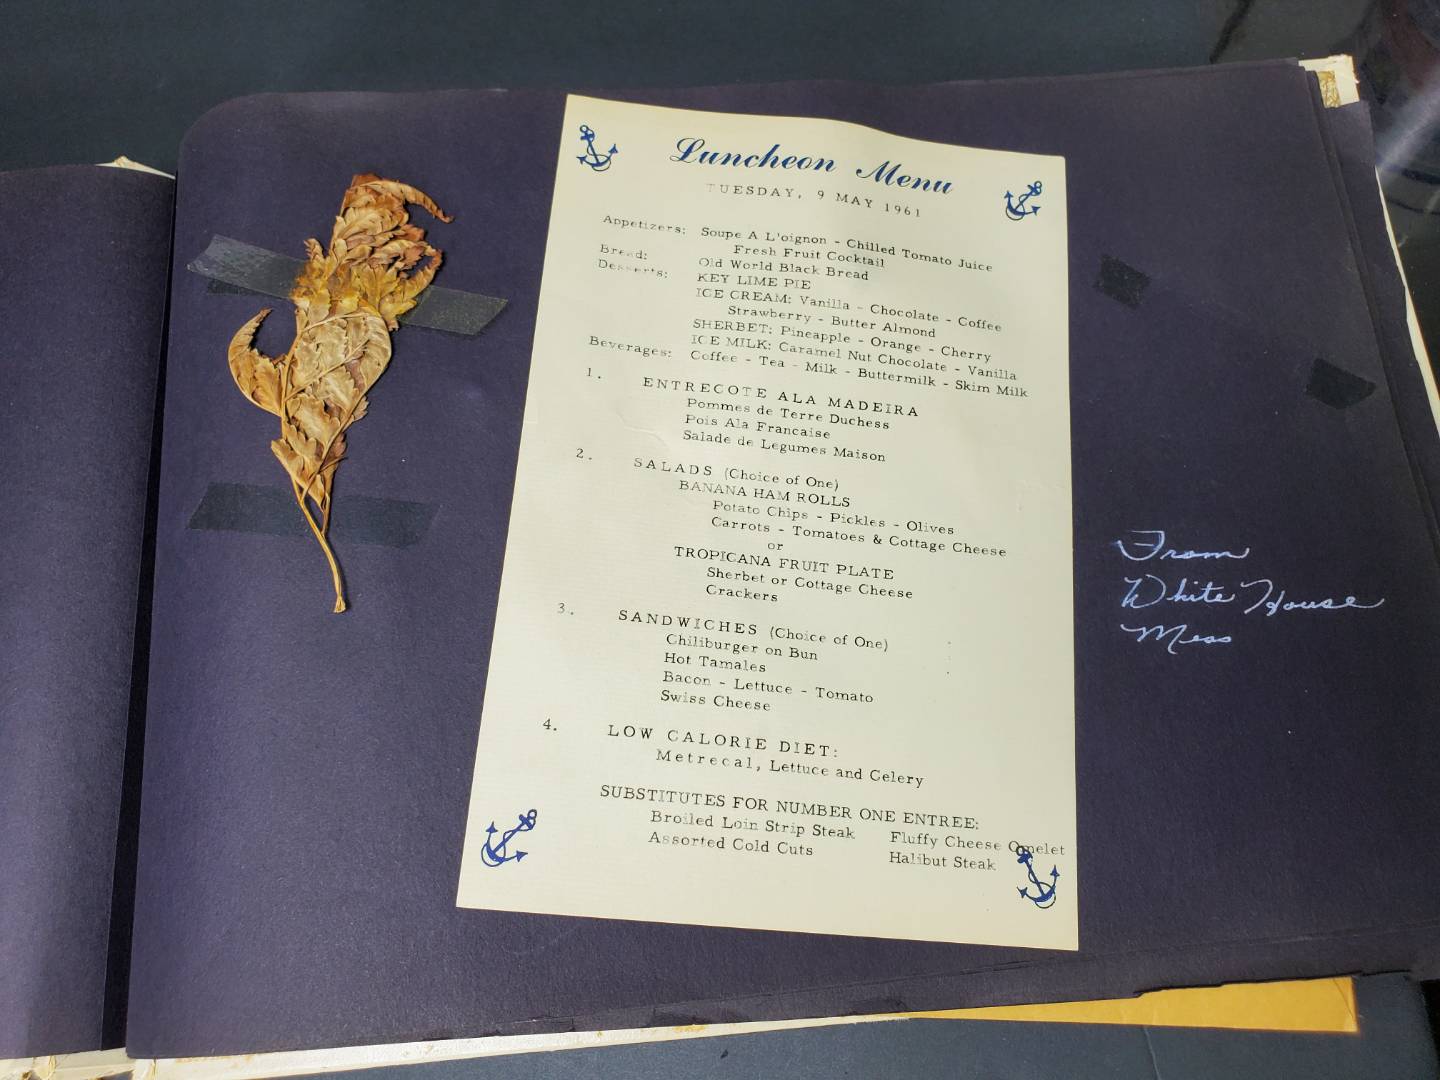 Luncheon Menu
TUESDAY, 9 MAY 1961
Appetizers: Soupe A L'oignon - Chilled Tomato Juice
Fresh Fruit Cocktail
Bread: Old World Black Bread
Desserts: KEY LIME PIE
ICE CREAM: Vanilla - Chocolate - Coffee
Strawberry - Butter Almond
SHERBET: Pineapple - Orange - Cherry
ICE MILK: Caramel Nut Chocolate - Vanilla
Beverages: Coffee - Tea - Milk - Buttermilk - Skim Milk
1. ENTRECOTE ALA MADEIRA
Pommes de Terre Duchess
Pois Ala Francaise
Salade de Legumes Maison
2. SALADS (Choice of One)
BANANA HAM ROLLS
Potato Chips - Pickles - Olives
Carrots - Tomatoes & Cottage Cheese
or
TROPICANA FRUIT PLATE
Sherbet or Cottage Cheese
Crackers
3. SANDWICHES (Choice of One)
Chiliburger on Bun
Hot Tamales
Bacon - Lettuce - Tomato
Swiss Cheese
4. LOW CALORIE DIET:
Metrecal, Lettuce and Celery
SUBSTITUTES FOR NUMBER ONE ENTREE:
Broiled Loin Strip Steak Fluffy Cheese Omelet
Assorted Cold Cuts Halibut Steak
From
White House
Mess